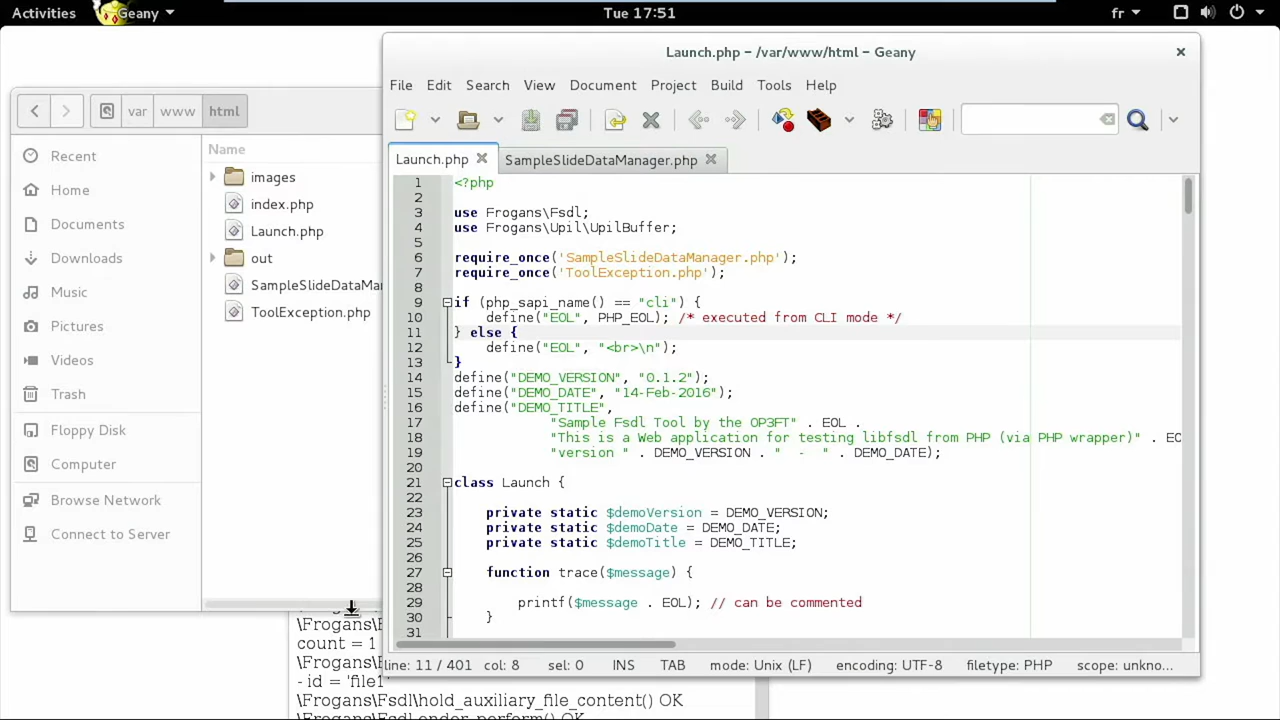 Activities
Geany
Tue 17:51
fr
Launch.php – /var/www/html – Geany
File Edit Search View Document Project Build Tools Help
var www html
Recent
Home
Documents
Downloads
Music
Pictures
Videos
Trash
Floppy Disk
Computer
Browse Network
Connect to Server
Name
images
index.php
Launch.php
out
SampleSlideDataMa
ToolException.php
Launch.php
SampleSlideDataManager.php
1 <?php
2
3 use Frogans\Fsdl;
4 use Frogans\Upil\UpilBuffer;
5
6 require_once('SampleSlideDataManager.php');
7 require_once('ToolException.php');
8
9 if (php_sapi_name() == "cli") {
10 define("EOL", PHP_EOL); /* executed from CLI mode */
11 } else {
12 define("EOL", "<br>\n");
13 }
14 define("DEMO_VERSION", "0.1.2");
15 define("DEMO_DATE", "14-Feb-2016");
16 define("DEMO_TITLE",
17 "Sample Fsdl Tool by the OP3FT" . EOL .
18 "This is a Web application for testing libfsdl from PHP (via PHP wrapper)" . EO
19 "version " . DEMO_VERSION . "  -  " . DEMO_DATE);
20
21 class Launch {
22
23 private static $demoVersion = DEMO_VERSION;
24 private static $demoDate = DEMO_DATE;
25 private static $demoTitle = DEMO_TITLE;
26
27 function trace($message) {
28
29 printf($message . EOL); // can be commented
30 }
31
line: 11 / 401 col: 8 sel: 0 INS TAB mode: Unix (LF) encoding: UTF-8 filetype: PHP scope: unkno...
\Frogans\F
count = 1
\Frogans\F
- id = 'file1'
\Frogans\Fsdl\hold_auxiliary_file_content() OK